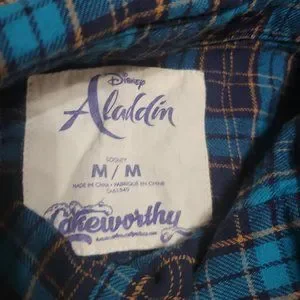 Disney
Aladdin
M / M
MADE IN CHINA / FABRIQUÉ EN CHINE
Cakeworthy